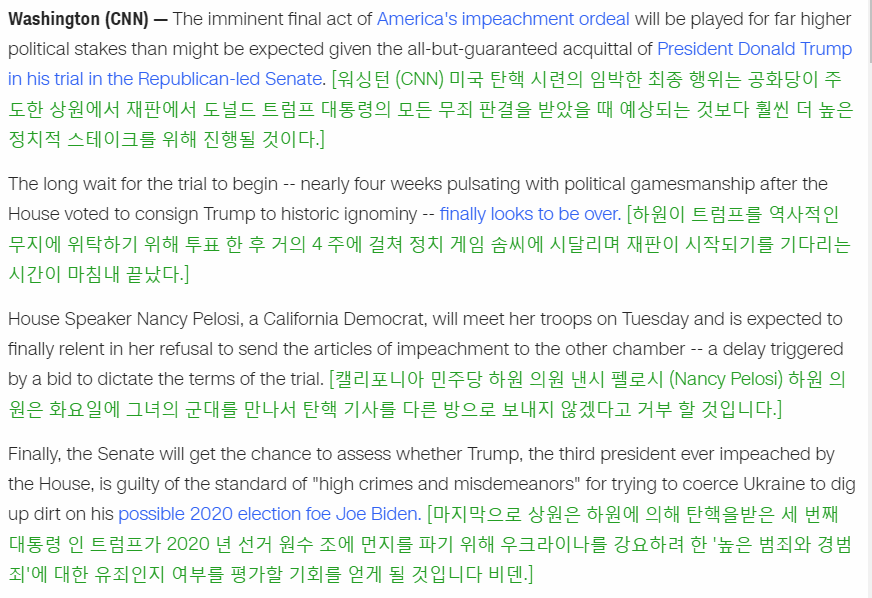 Washington (CNN) — The imminent final act of America's impeachment ordeal will be played for far higher
political stakes than might be expected given the all-but-guaranteed acquittal of President Donald Trump
in his trial in the Republican-led Senate. [워싱턴 (CNN) 미국 탄핵 시련의 임박한 최종 행위는 공화당이 주
도한 상원에서 재판에서 도널드 트럼프 대통령의 모든 무죄 판결을 받았을 때 예상되는 것보다 훨씬 더 높은
정치적 스테이크를 위해 진행될 것이다.]
The long wait for the trial to begin -- nearly four weeks pulsating with political gamesmanship after the
House voted to consign Trump to historic ignominy -- finally looks to be over. [하원이 트럼프를 역사적인
무지에 위탁하기 위해 투표 한 후 거의 4 주에 걸쳐 정치 게임 솜씨에 시달리며 재판이 시작되기를 기다리는
시간이 마침내 끝났다.]
House Speaker Nancy Pelosi, a California Democrat, will meet her troops on Tuesday and is expected to
finally relent in her refusal to send the articles of impeachment to the other chamber -- a delay triggered
by a bid to dictate the terms of the trial. [캘리포니아 민주당 하원 의원 낸시 펠로시 (Nancy Pelosi) 하원 의
원은 화요일에 그녀의 군대를 만나서 탄핵 기사를 다른 방으로 보내지 않겠다고 거부 할 것입니다.]
Finally, the Senate will get the chance to assess whether Trump, the third president ever impeached by
the House, is guilty of the standard of "high crimes and misdemeanors" for trying to coerce Ukraine to dig
up dirt on his possible 2020 election foe Joe Biden. [마지막으로 상원은 하원에 의해 탄핵을받은 세 번째
대통령 인 트럼프가 2020 년 선거 원수 조에 먼지를 파기 위해 우크라이나를 강요하려 한 '높은 범죄와 경범
죄'에 대한 유죄인지 여부를 평가할 기회를 얻게 될 것입니다 비덴.]